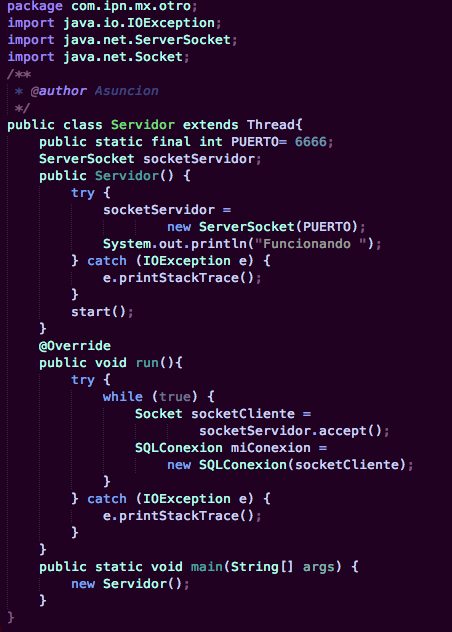 package com.ipn.mx.otro;
import java.io.IOException;
import java.net.ServerSocket;
import java.net.Socket;
/**
 * @author Asuncion
 */
public class Servidor extends Thread{
    public static final int PUERTO= 6666;
    ServerSocket socketServidor;
    public Servidor() {
        try {
            socketServidor =
                    new ServerSocket(PUERTO);
            System.out.println("Funcionando ");
        } catch (IOException e) {
            e.printStackTrace();
        }
        start();
    }
    @Override
    public void run(){
        try {
            while (true) {
                Socket socketCliente =
                        socketServidor.accept();
                SQLConexion miConexion =
                    new SQLConexion(socketCliente);
            }
        } catch (IOException e) {
            e.printStackTrace();
        }
    }
    public static void main(String[] args) {
        new Servidor();
    }
}